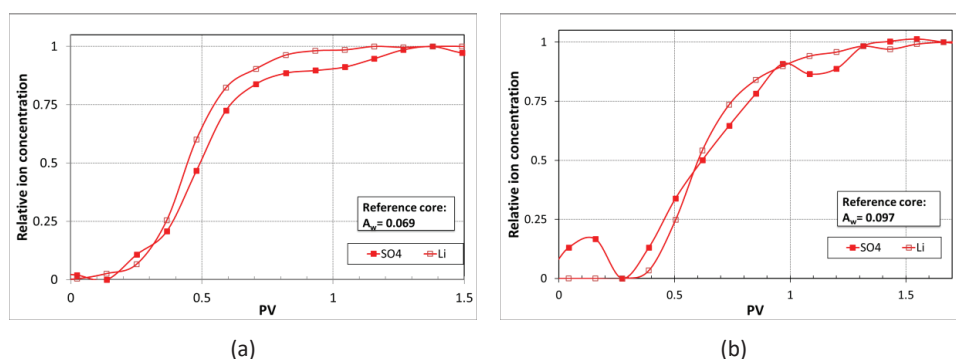 1
0.75
0.5
0.25
0
Relative ion concentration
Reference core:
Aw= 0.069
SO4 Li
0 0.5 1 1.5
PV
(a)
1
0.75
0.5
0.25
0
Relative ion concentration
Reference core:
Aw= 0.097
SO4 Li
0 0.5 1 1.5
PV
(b)